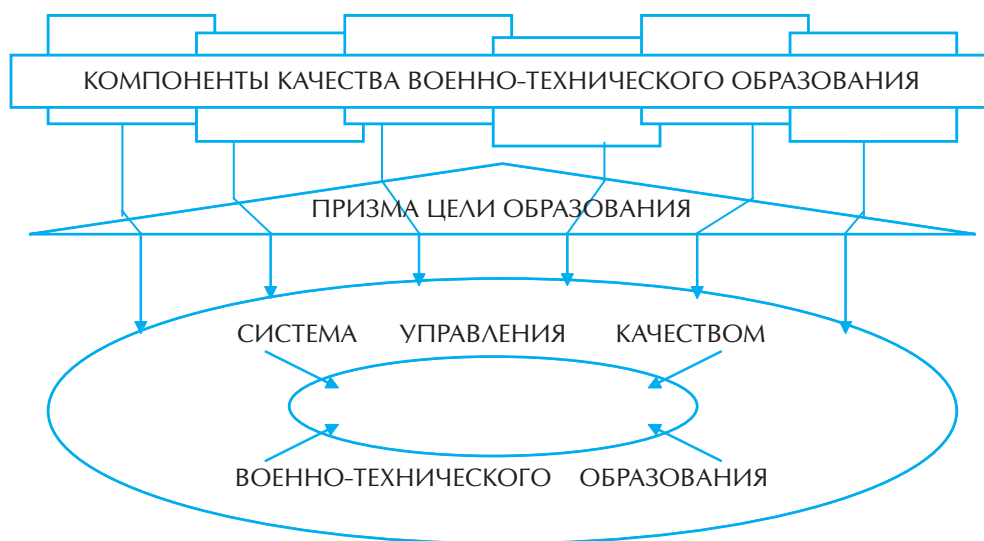 КОМПОНЕНТЫ КАЧЕСТВА ВОЕННО-ТЕХНИЧЕСКОГО ОБРАЗОВАНИЯ
ПРИЗМА ЦЕЛИ ОБРАЗОВАНИЯ
СИСТЕМА УПРАВЛЕНИЯ КАЧЕСТВОМ
ВОЕННО-ТЕХНИЧЕСКОГО ОБРАЗОВАНИЯ